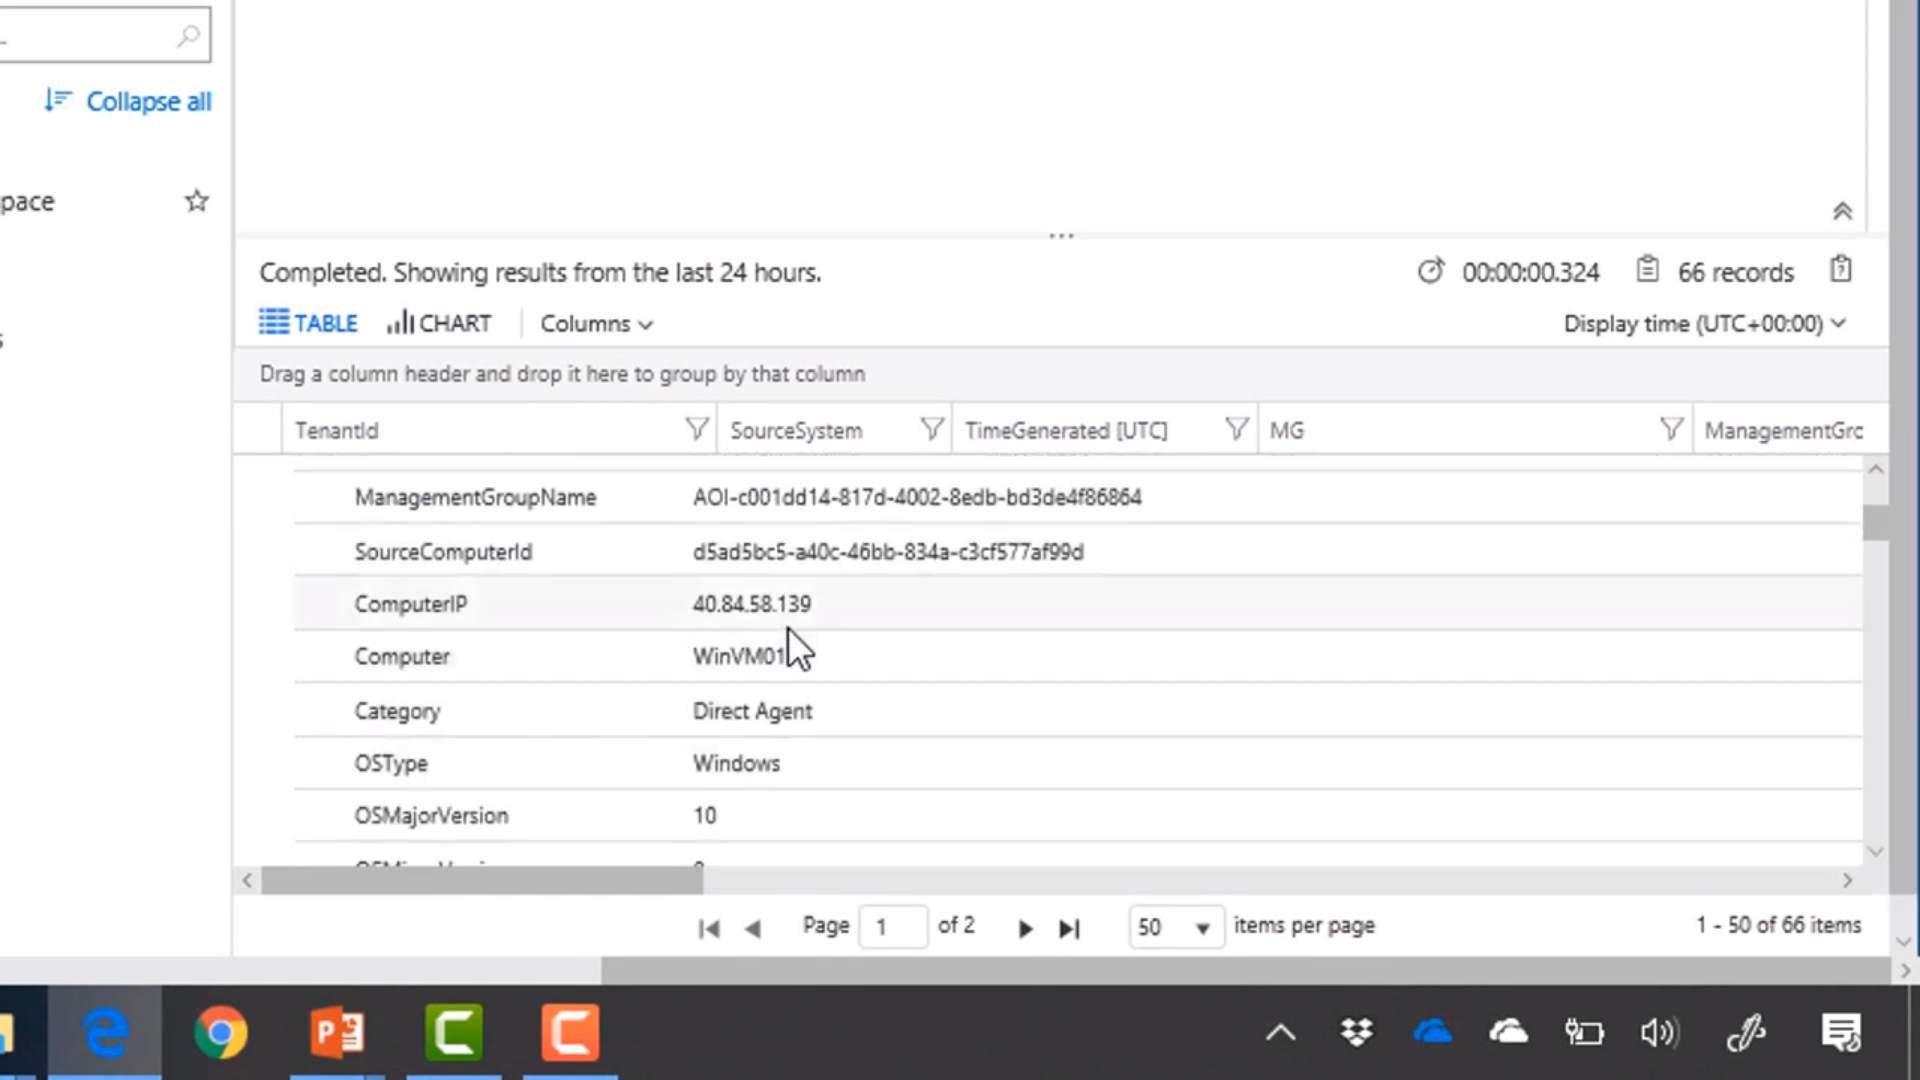 Collapse all
pace
s
Completed. Showing results from the last 24 hours.
00:00:00.324
66 records
TABLE
CHART
Columns
Display time (UTC+00:00)
Drag a column header and drop it here to group by that column
TenantId
SourceSystem
TimeGenerated [UTC]
MG
ManagementGrc
ManagementGroupName AOI-c001dd14-817d-4002-8edb-bd3de4f86864
SourceComputerId d5ad5bc5-a40c-46bb-834a-c3cf577af99d
ComputerIP 40.84.58.139
Computer WinVM01
Category Direct Agent
OSType Windows
OSMajorVersion 10
Page 1 of 2
50 items per page
1 - 50 of 66 items